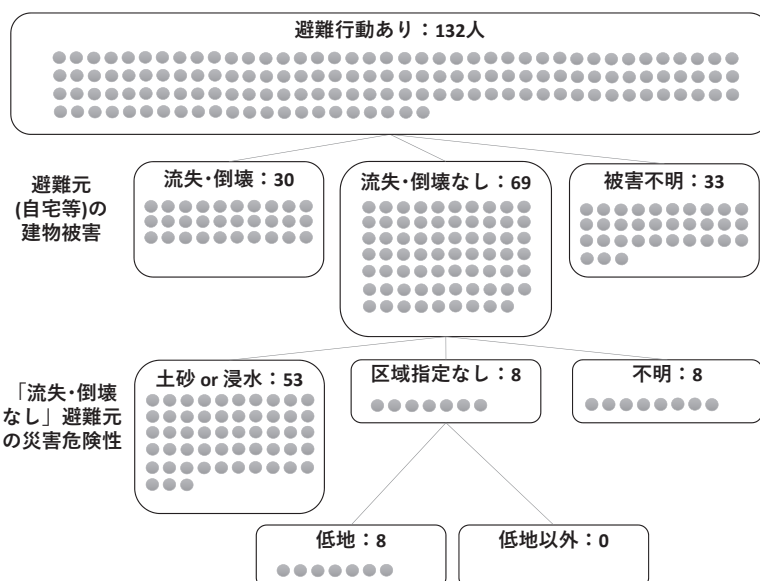 避難行動あり：132人
避難元
(自宅等)の
建物被害
流失・倒壊：30
流失・倒壊なし：69
被害不明：33
「流失・倒壊
なし」避難元
の災害危険性
土砂 or 浸水：53
区域指定なし：8
不明：8
低地：8
低地以外：0